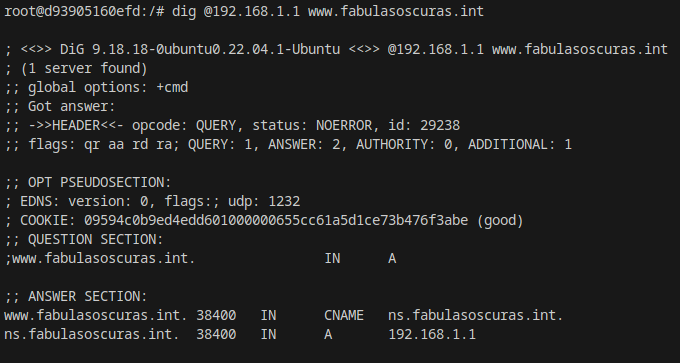 root@d93905160efd:/# dig @192.168.1.1 www.fabulasoscuras.int
; <<>> DiG 9.18.18-0ubuntu0.22.04.1-Ubuntu <<>> @192.168.1.1 www.fabulasoscuras.int
; (1 server found)
;; global options: +cmd
;; Got answer:
;; ->>HEADER<<- opcode: QUERY, status: NOERROR, id: 29238
;; flags: qr aa rd ra; QUERY: 1, ANSWER: 2, AUTHORITY: 0, ADDITIONAL: 1
;; OPT PSEUDOSECTION:
; EDNS: version: 0, flags:; udp: 1232
; COOKIE: 09594c0b9ed4edd601000000655cc61a5d1ce73b476f3abe (good)
;; QUESTION SECTION:
;www.fabulasoscuras.int. IN A
;; ANSWER SECTION:
www.fabulasoscuras.int. 38400 IN CNAME ns.fabulasoscuras.int.
ns.fabulasoscuras.int. 38400 IN A 192.168.1.1